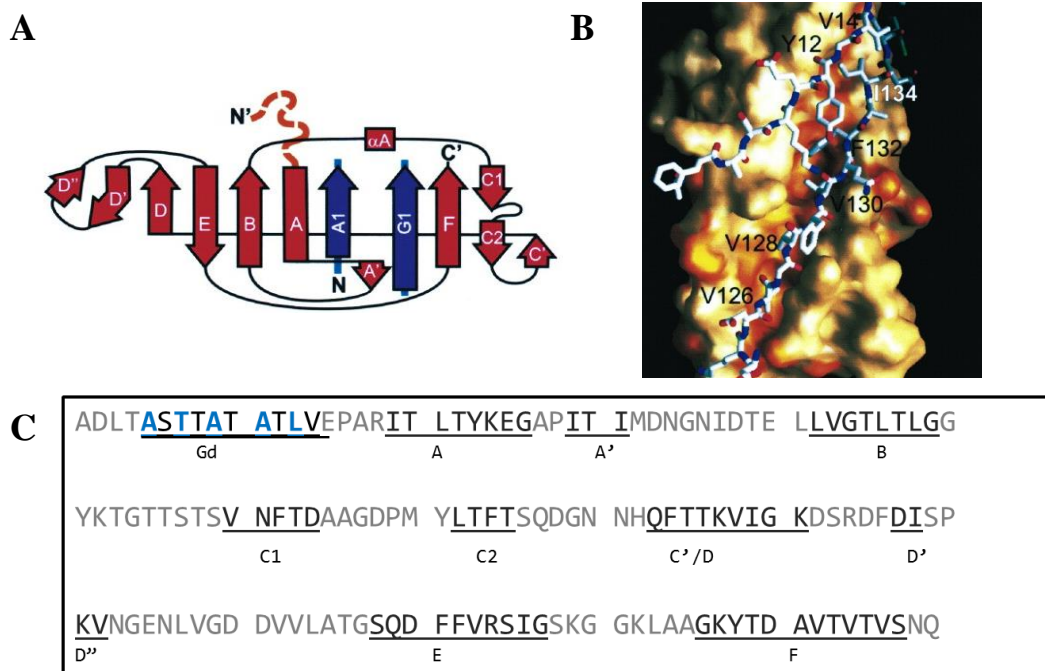 A
B
N'
αA
C'
D"
D'
D
E
B
A
A1
G1
F
C1
C2
C'
A'
N
V14
Y12
I134
F132
V130
V128
V126
C
ADLTASTTAT ATLVEPARIT LTYKEGAPIT IMDNGNIDTE LLVGTLTLGG
Gd A A’ B
YKTGTTSTSV NFTDAAGDPM YLTFTSQDGN NHQFTTKVIG KDSRDFDISP
C1 C2 C’/D D’
KVNGENLVGD DVVLATGSQD FFVRSIGSKG GKLAAGKYTD AVTVTVSNQ
D” E F